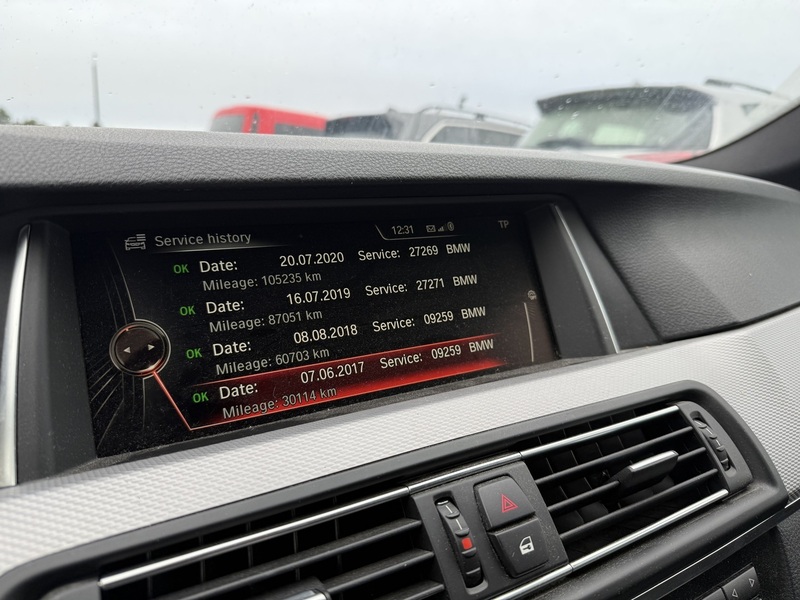 Service history 12:31 TP
OK Date: 20.07.2020 Service: 27269 BMW
Mileage: 105235 km
OK Date: 16.07.2019 Service: 27271 BMW
Mileage: 87051 km
OK Date: 08.08.2018 Service: 09259 BMW
Mileage: 60703 km
OK Date: 07.06.2017 Service: 09259 BMW
Mileage: 30114 km